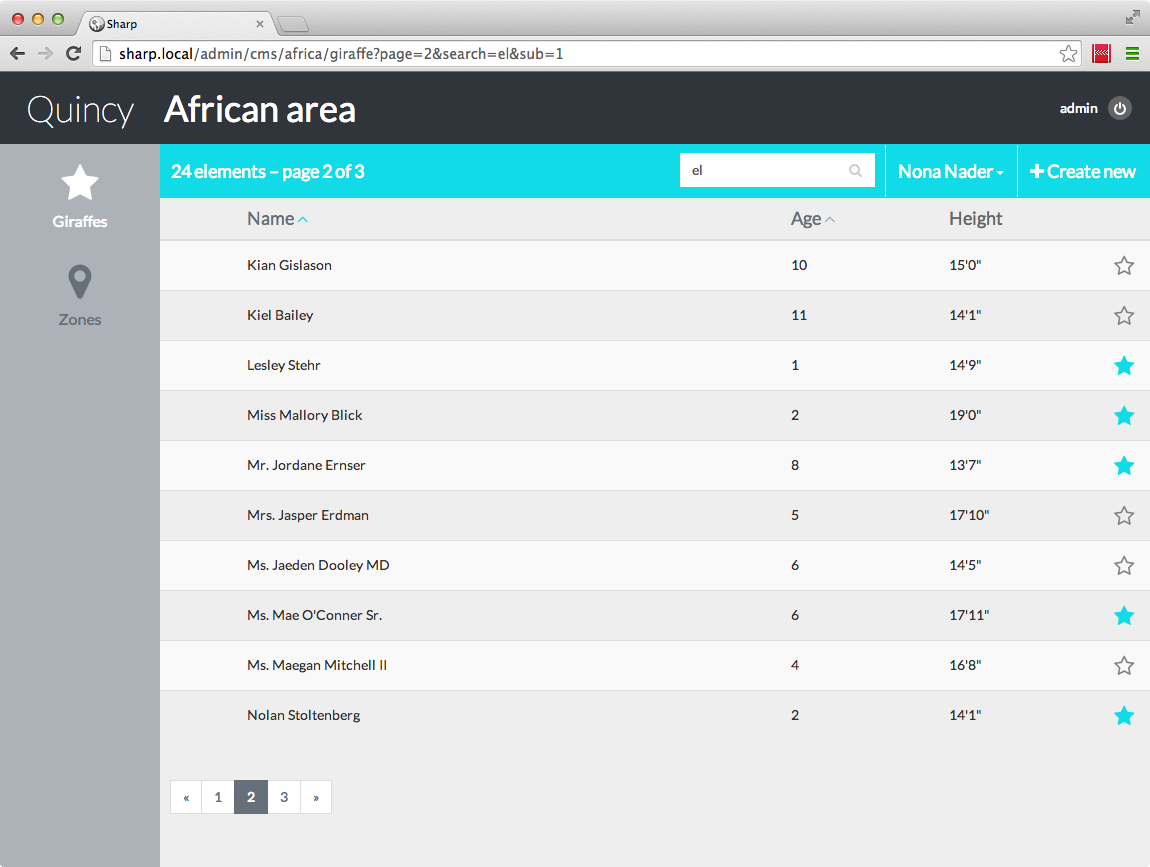 Sharp
sharp.local/admin/cms/africa/giraffe?page=2&search=el&sub=1
Quincy African area admin
Giraffes
Zones
24 elements – page 2 of 3 el Nona Nader Create new
Name Age Height
Kian Gislason 10 15'0"
Kiel Bailey 11 14'1"
Lesley Stehr 1 14'9"
Miss Mallory Blick 2 19'0"
Mr. Jordane Ernser 8 13'7"
Mrs. Jasper Erdman 5 17'10"
Ms. Jaeden Dooley MD 6 14'5"
Ms. Mae O'Conner Sr. 6 17'11"
Ms. Maegan Mitchell II 4 16'8"
Nolan Stoltenberg 2 14'1"
« 1 2 3 »